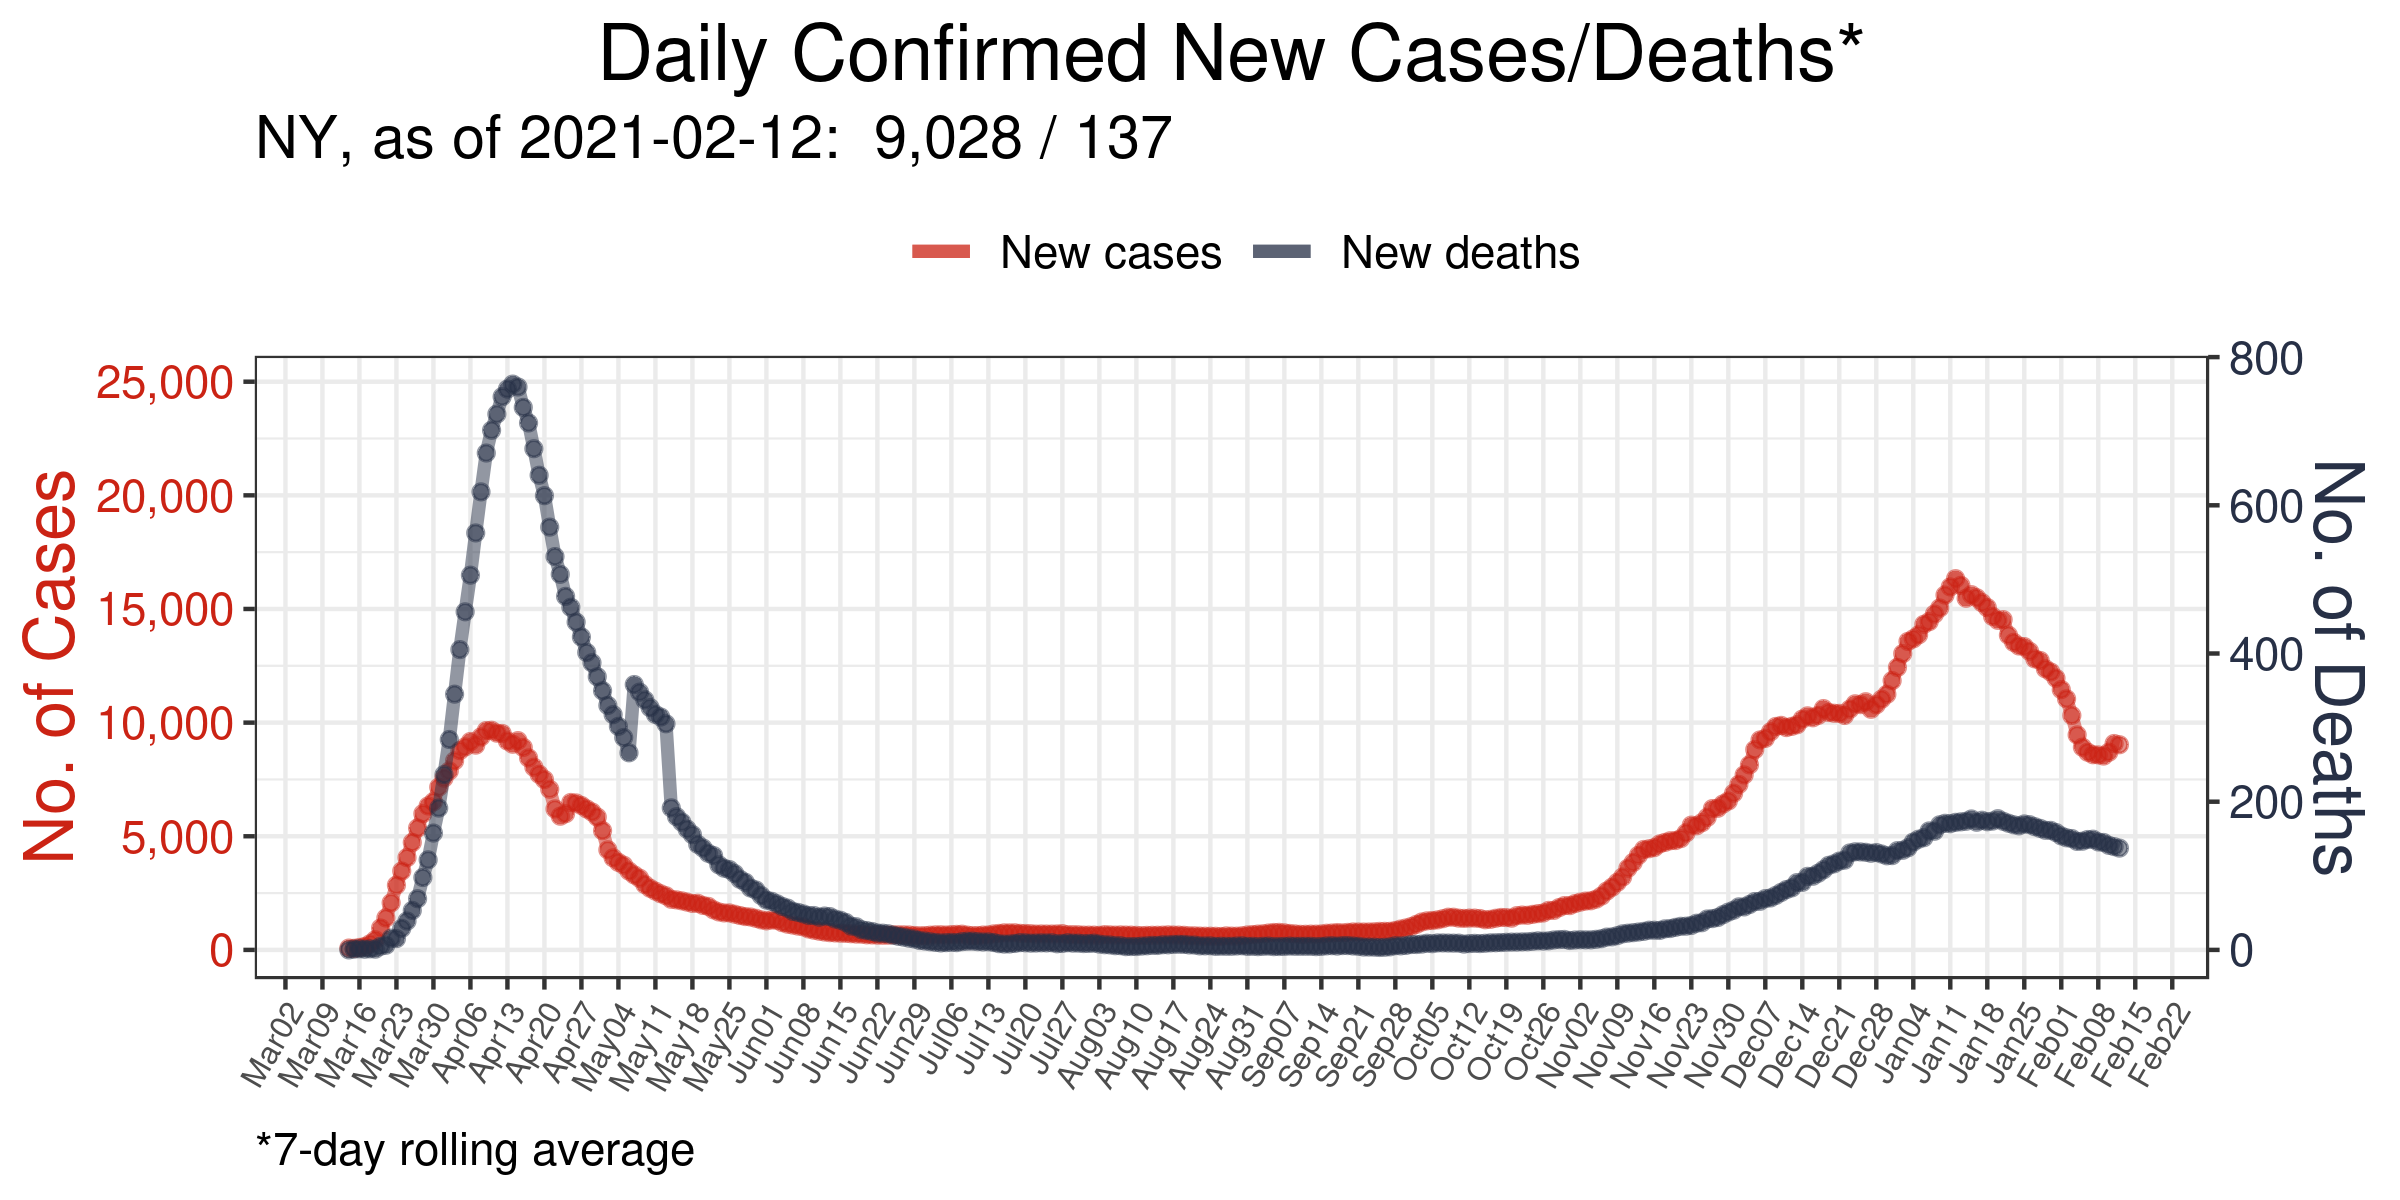 Daily Confirmed New Cases/Deaths*
NY, as of 2021-02-12:  9,028 / 137
New cases
New deaths
No. of Cases
25,000
20,000
15,000
10,000
5,000
0
800
600
400
200
0
No. of Deaths
Mar02
Mar09
Mar16
Mar23
Mar30
Apr06
Apr13
Apr20
Apr27
May04
May11
May18
May25
Jun01
Jun08
Jun15
Jun22
Jun29
Jul06
Jul13
Jul20
Jul27
Aug03
Aug10
Aug17
Aug24
Aug31
Sep07
Sep14
Sep21
Sep28
Oct05
Oct12
Oct19
Oct26
Nov02
Nov09
Nov16
Nov23
Nov30
Dec07
Dec14
Dec21
Dec28
Jan04
Jan11
Jan18
Jan25
Feb01
Feb08
Feb15
Feb22
*7-day rolling average